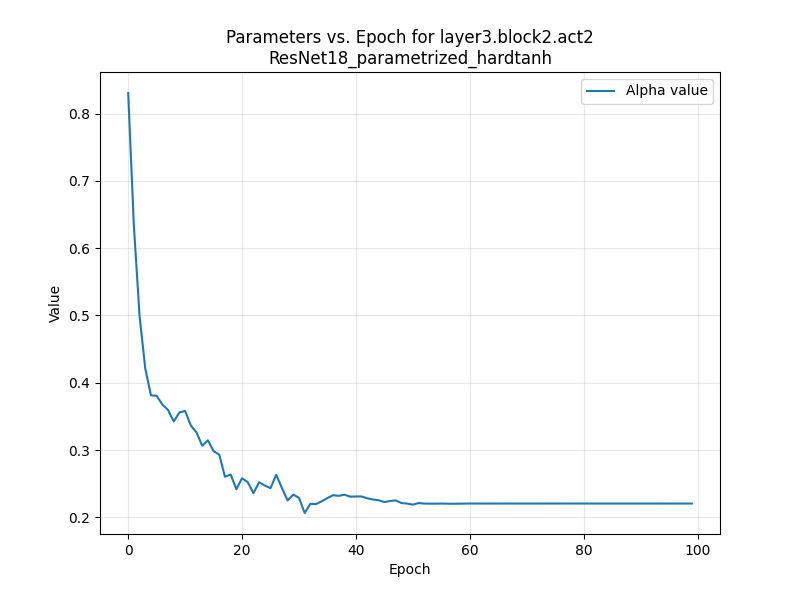 Parameters vs. Epoch for layer3.block2.act2
ResNet18_parametrized_hardtanh
Alpha value
0.8
0.7
0.6
0.5
0.4
0.3
0.2
Value
0 20 40 60 80 100
Epoch